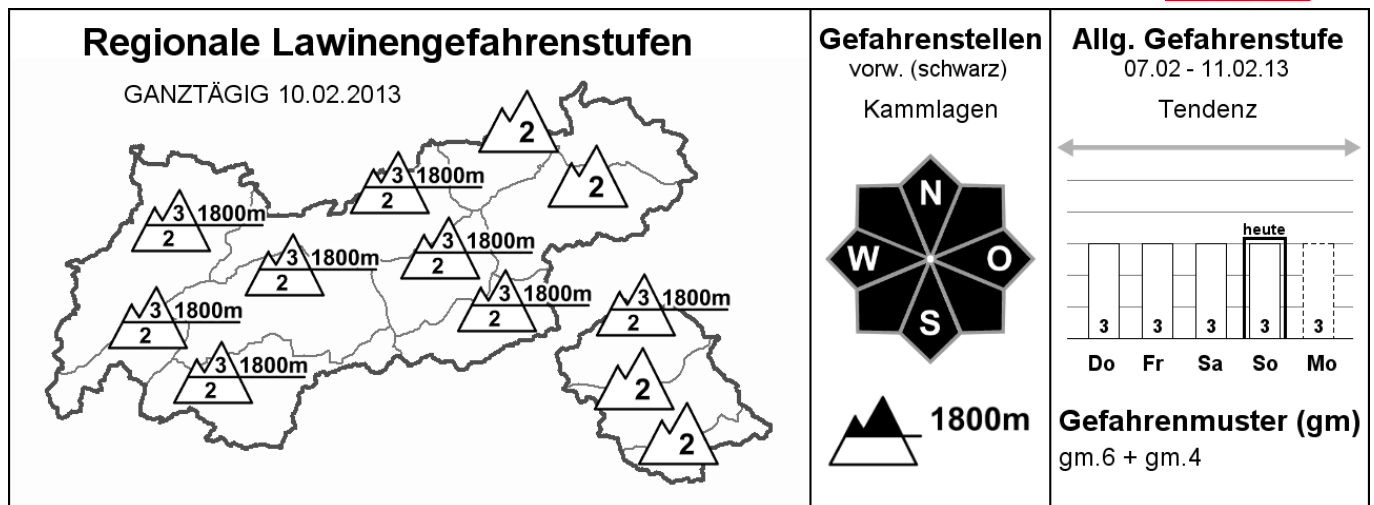 Regionale Lawinengefahrenstufen
GANZTÄGIG 10.02.2013
2
2
3 1800m
2
3 1800m
2
3 1800m
2
3 1800m
2
3 1800m
2
3 1800m
2
3 1800m
2
3 1800m
2
2
2
Gefahrenstellen
vorw. (schwarz)
Kammlagen
N
W
O
S
1800m
Allg. Gefahrenstufe
07.02 - 11.02.13
Tendenz
heute
3 3 3 3 3
Do Fr Sa So Mo
Gefahrenmuster (gm)
gm.6 + gm.4